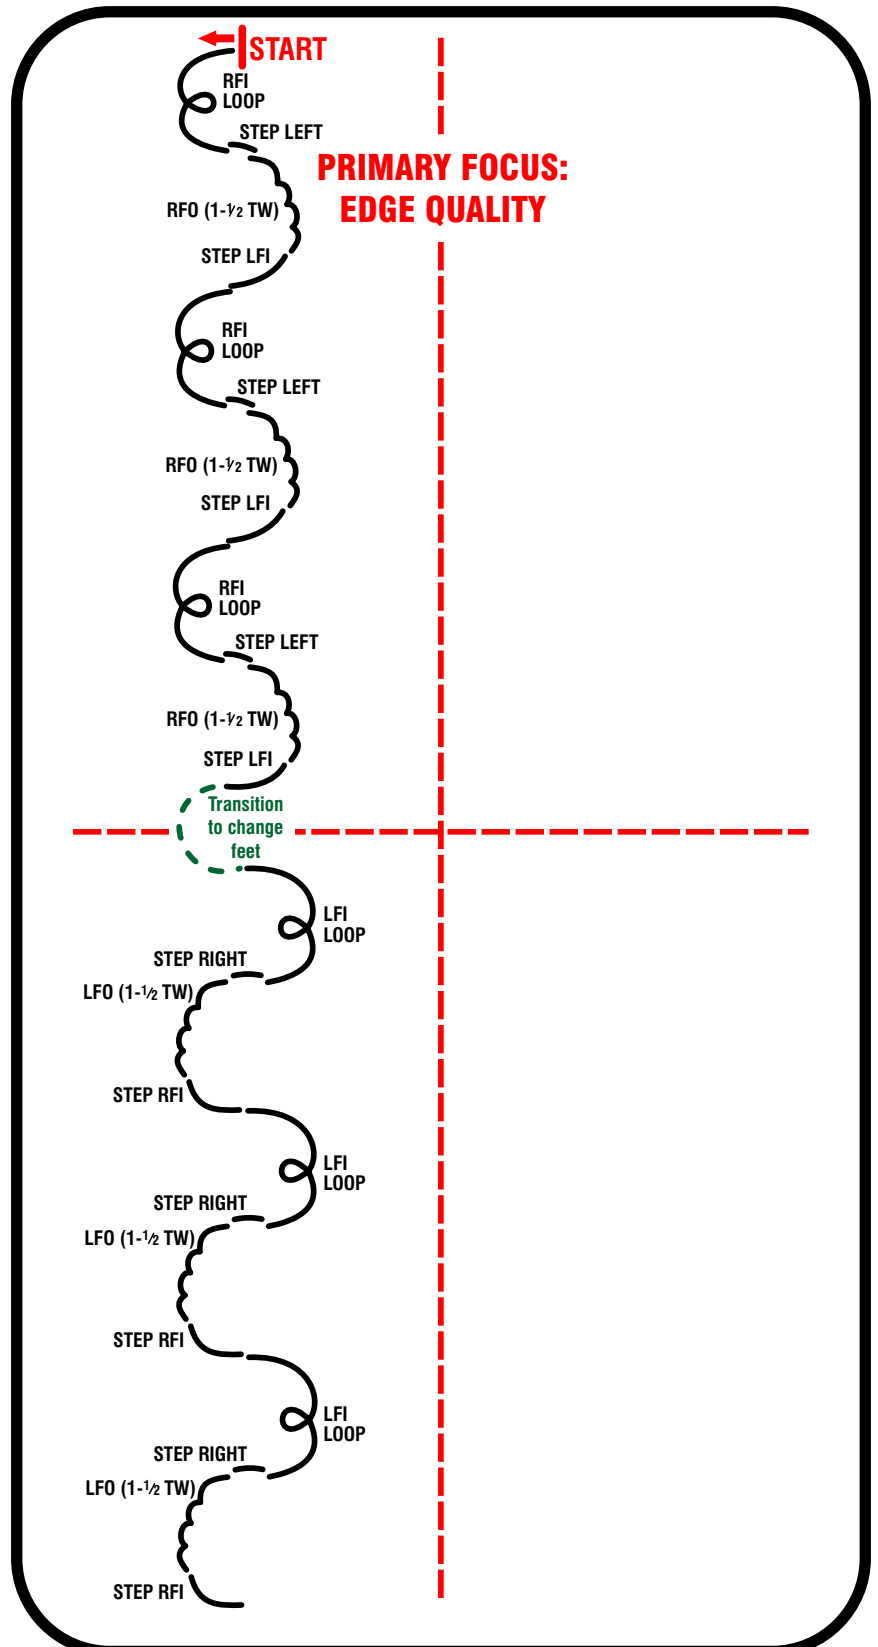 START
RFI
LOOP
STEP LEFT
PRIMARY FOCUS:
EDGE QUALITY
RFO (1-½ TW)
STEP LFI
RFI
LOOP
STEP LEFT
RFO (1-½ TW)
STEP LFI
RFI
LOOP
STEP LEFT
RFO (1-½ TW)
STEP LFI
Transition
to change
feet
LFI
LOOP
STEP RIGHT
LFO (1-½ TW)
STEP RFI
LFI
LOOP
STEP RIGHT
LFO (1-½ TW)
STEP RFI
LFI
LOOP
STEP RIGHT
LFO (1-½ TW)
STEP RFI